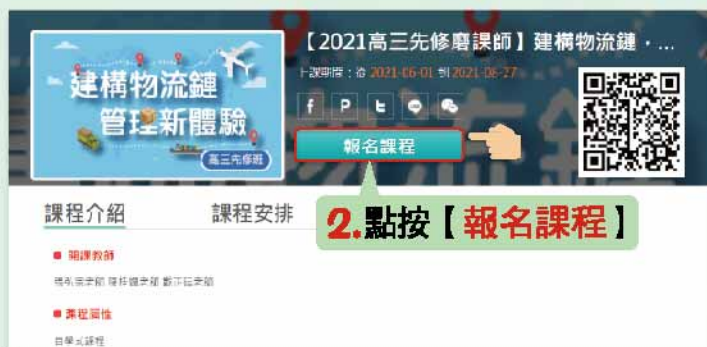 【2021高三先修磨課師】建構物流鏈・...
上課期間：從 2021-06-01 到 2021-08-27
建構物流鏈
管理新體驗
高三先修班
報名課程
課程介紹
課程安排
2.點按【報名課程】
開課教師
課程屬性
自學式課程